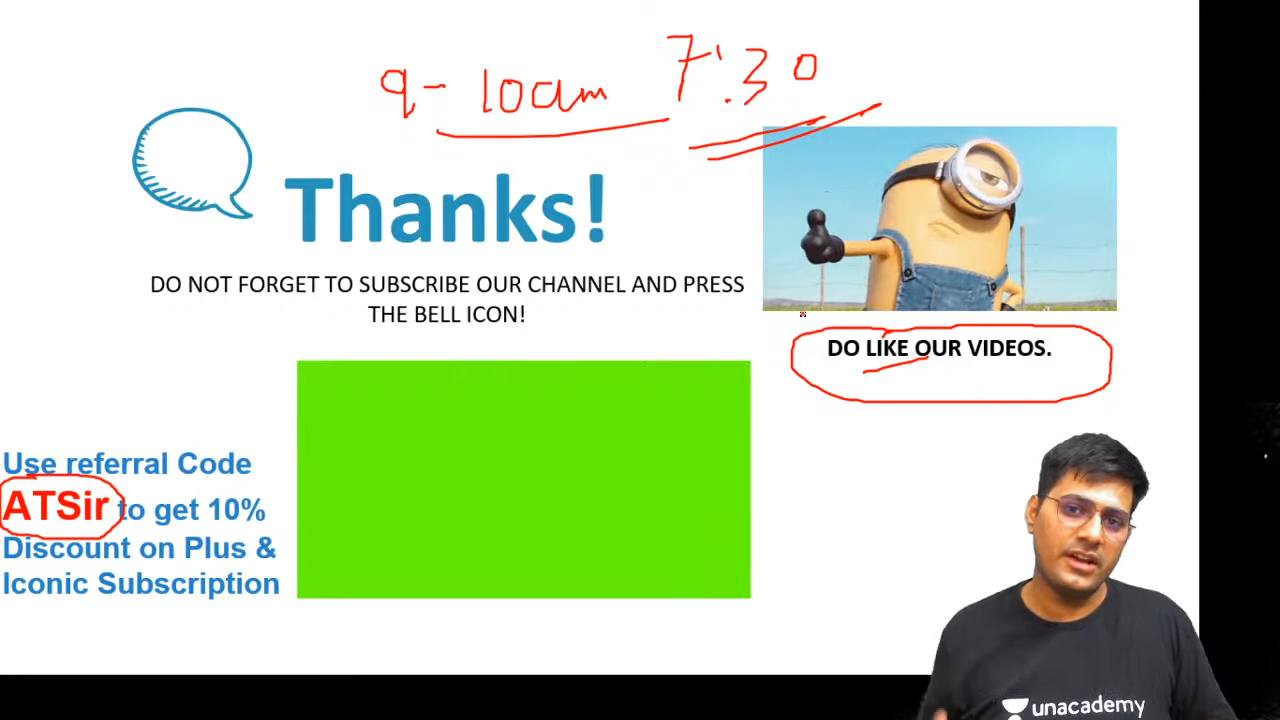 9- 10am 7:30
Thanks!
DO NOT FORGET TO SUBSCRIBE OUR CHANNEL AND PRESS
THE BELL ICON!
DO LIKE OUR VIDEOS.
Use referral Code
ATSir to get 10%
Discount on Plus &
Iconic Subscription
unacademy